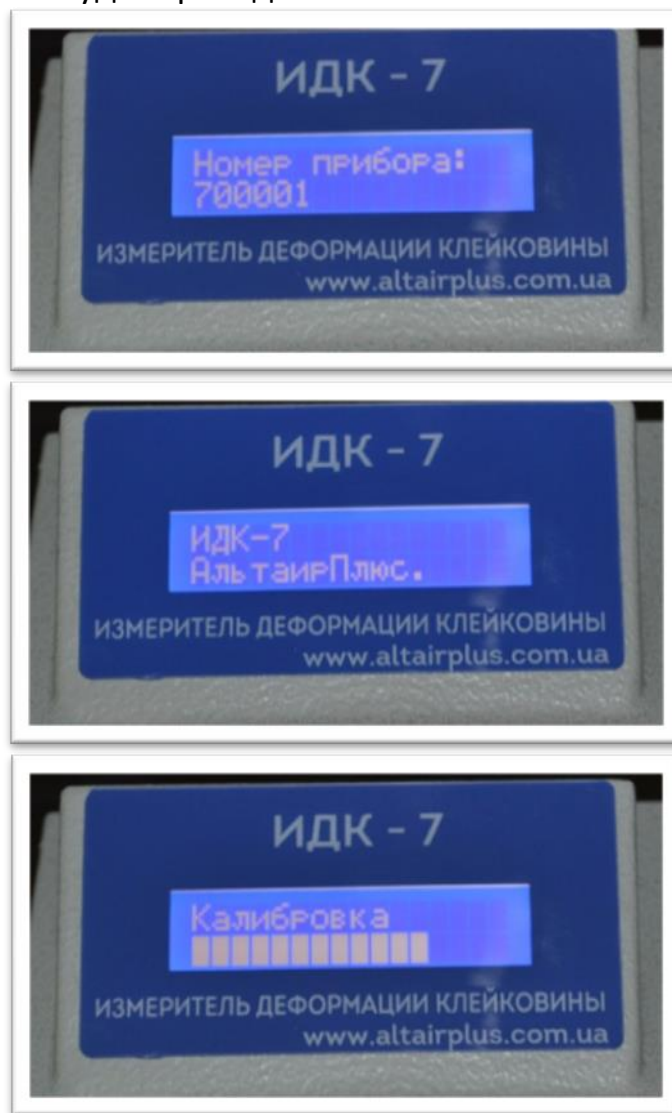 ИДК - 7
Номер прибора:
700001
ИЗМЕРИТЕЛЬ ДЕФОРМАЦИИ КЛЕЙКОВИНЫ
www.altairplus.com.ua
ИДК - 7
ИДК-7
АльтаирПлюс.
ИЗМЕРИТЕЛЬ ДЕФОРМАЦИИ КЛЕЙКОВИНЫ
www.altairplus.com.ua
ИДК - 7
Калибровка
ИЗМЕРИТЕЛЬ ДЕФОРМАЦИИ КЛЕЙКОВИНЫ
www.altairplus.com.ua